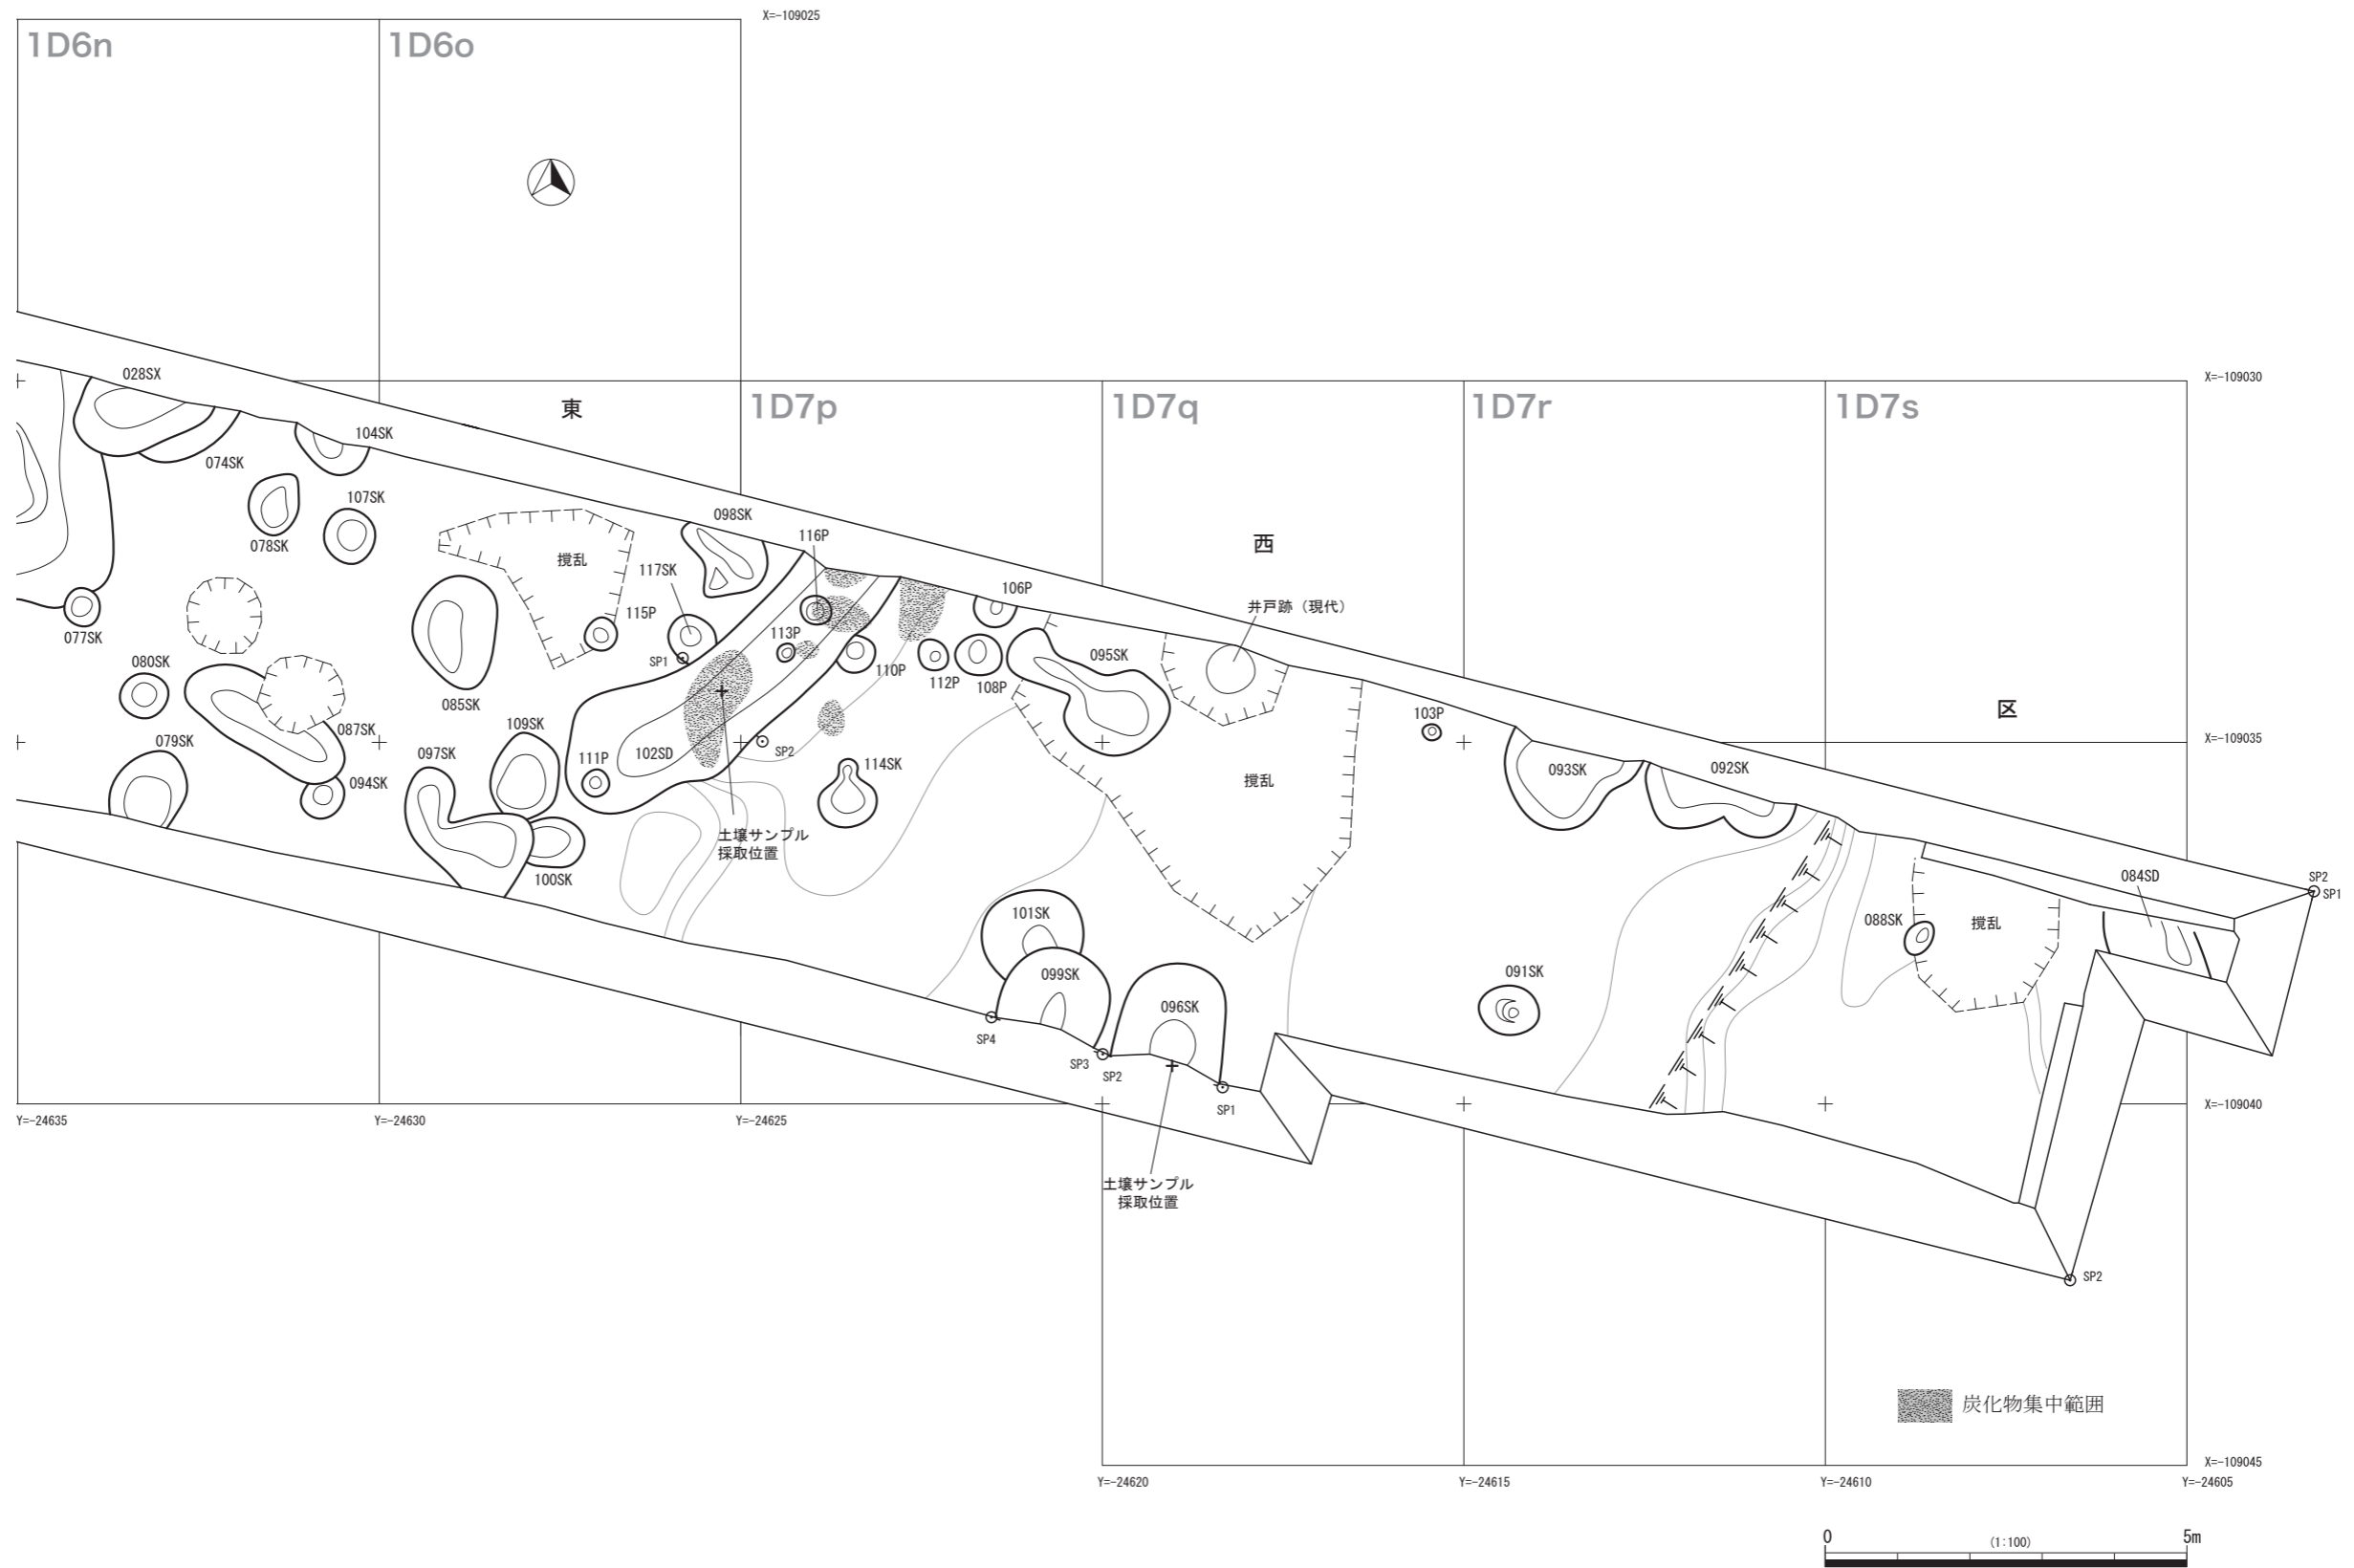 X=-109025
1D6n
1D6o
X=-109030
028SX
東
1D7p
1D7q
1D7r
1D7s
104SK
074SK
107SK
098SK
116P
西
078SK
撹乱
117SK
106P
井戸跡（現代）
077SK
115P
113P
SP1
095SK
080SK
110P
112P
108P
085SK
区
087SK
109SK
103P
079SK
097SK
102SD
SP2
X=-109035
111P
114SK
093SK
092SK
094SK
撹乱
土壌サンプル
採取位置
100SK
084SD
SP2
SP1
101SK
088SK
撹乱
099SK
091SK
096SK
SP4
SP3
SP2
SP1
X=-109040
Y=-24635
Y=-24630
Y=-24625
土壌サンプル
採取位置
SP2
炭化物集中範囲
X=-109045
Y=-24620
Y=-24615
Y=-24610
Y=-24605
0
(1:100)
5m